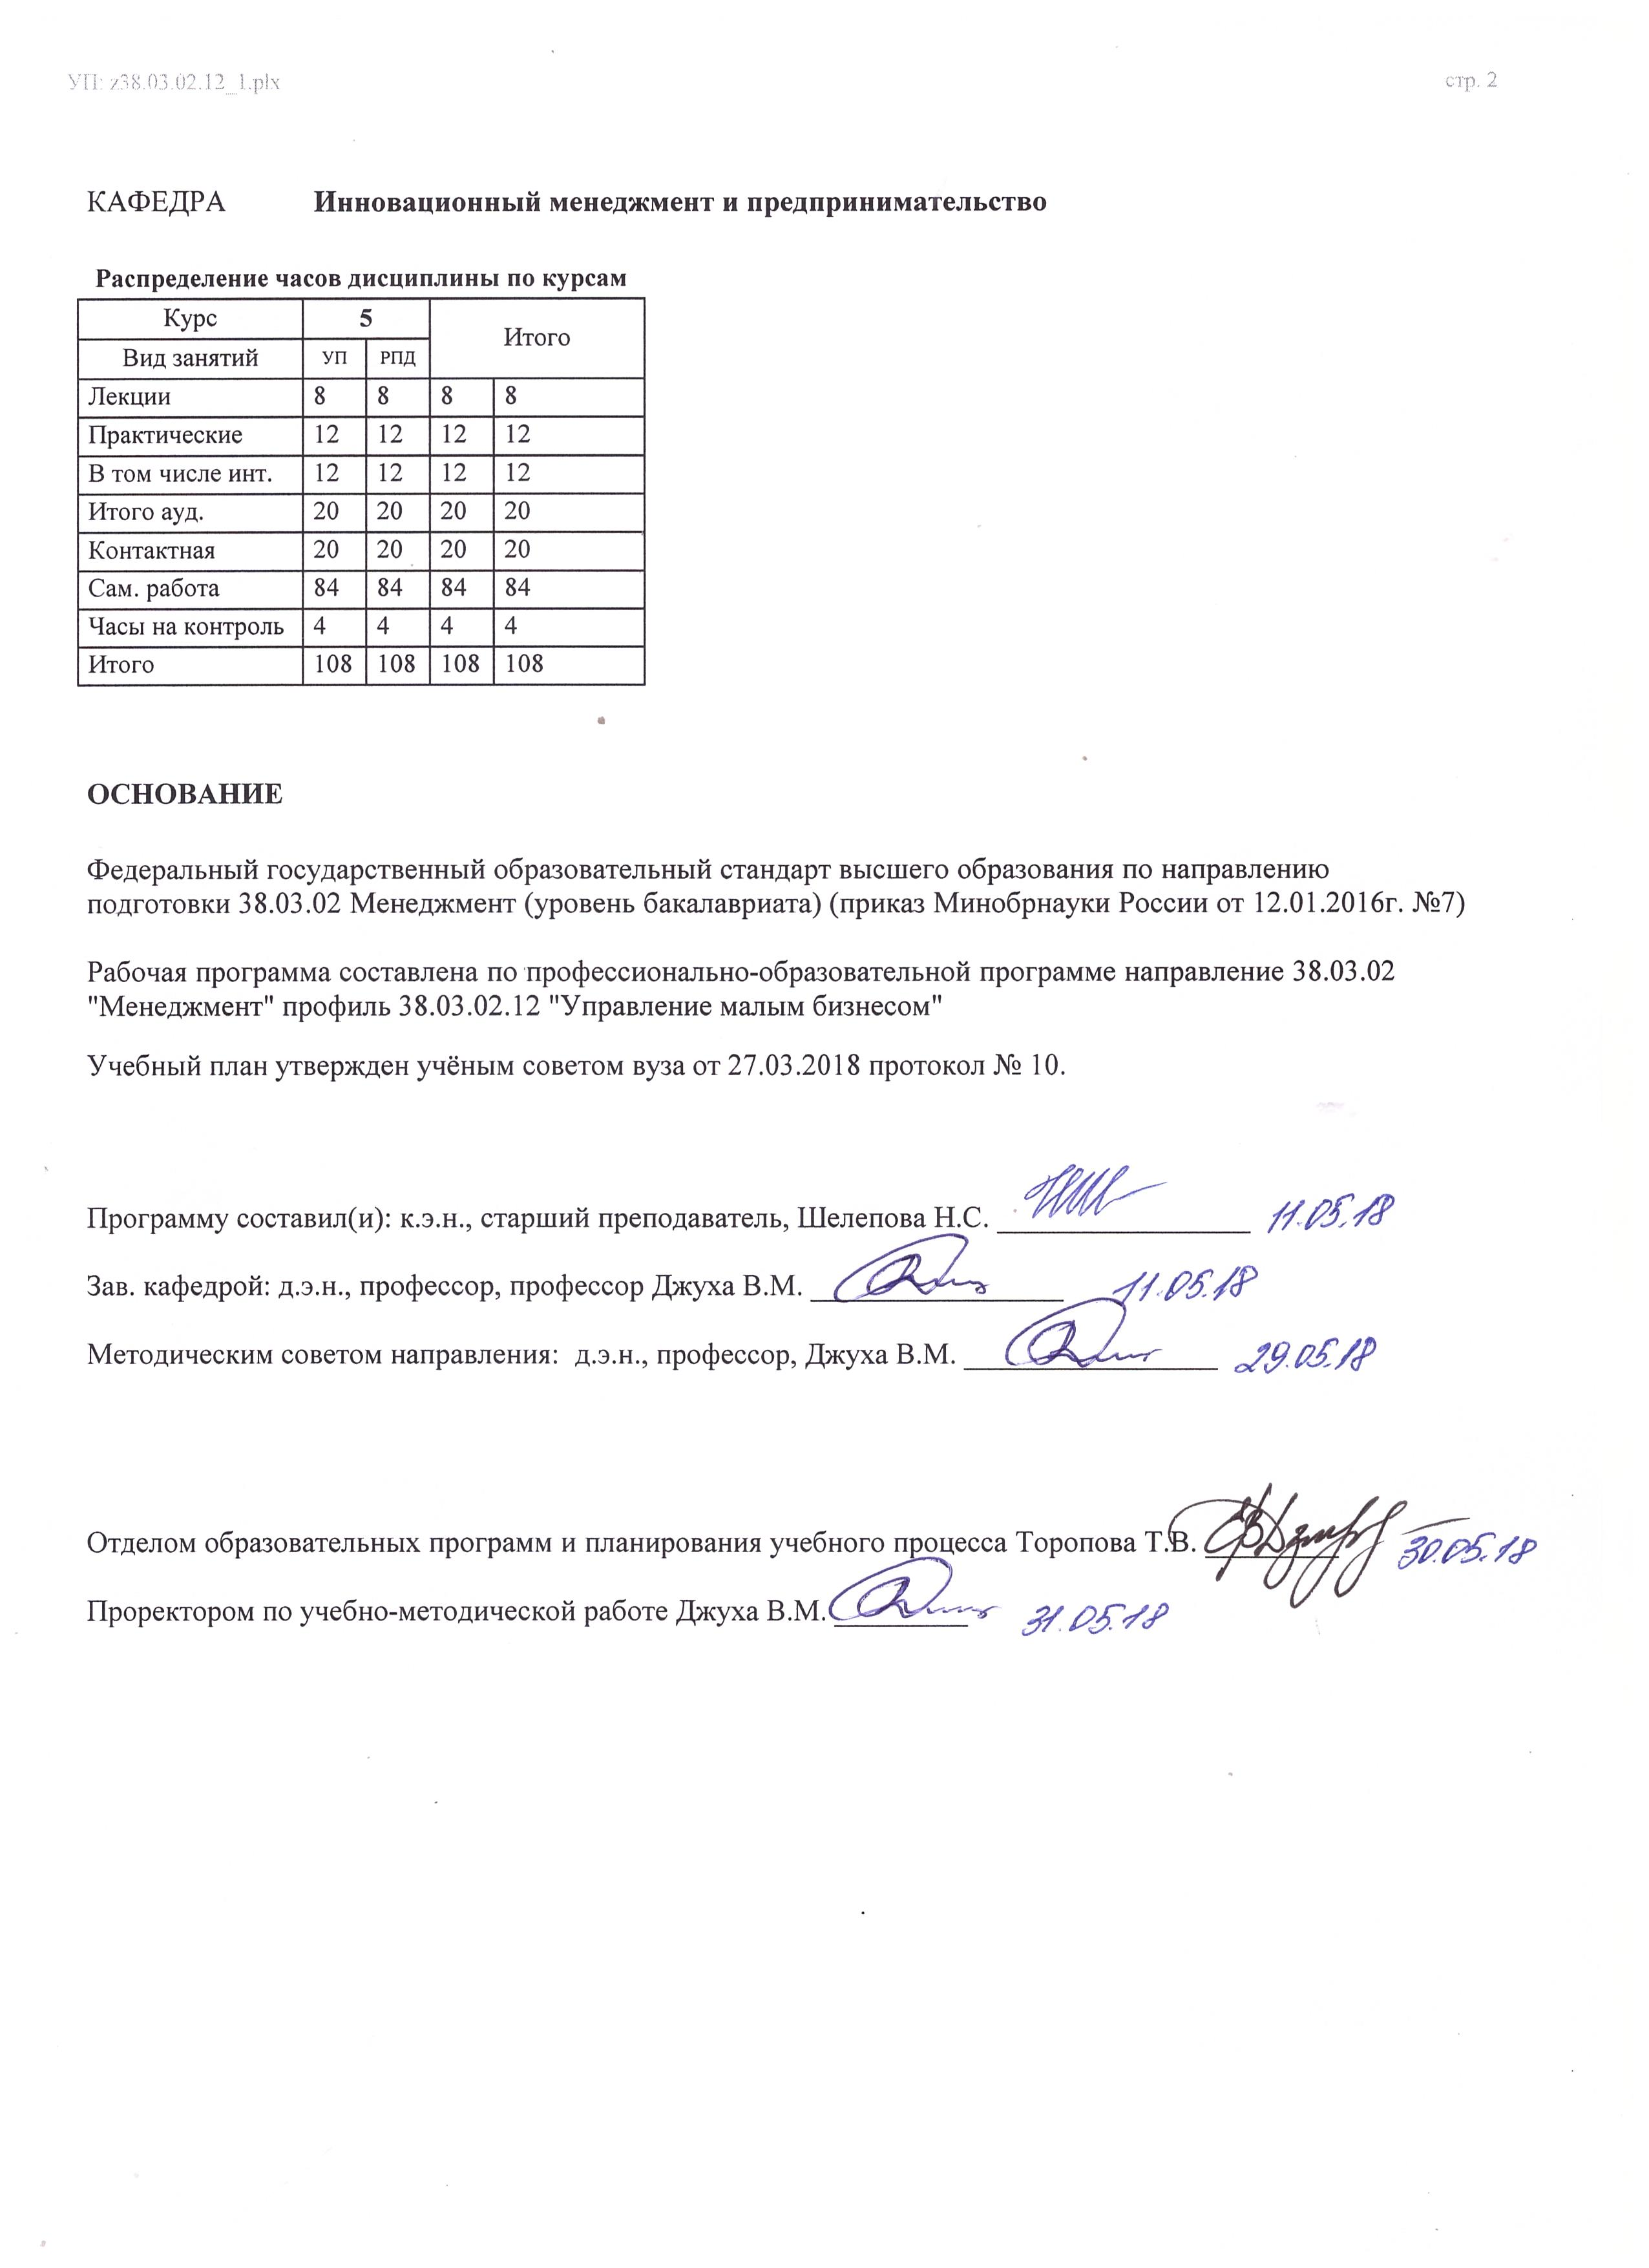 УП: z38.03.02.12_1.plx стр. 2
КАФЕДРА Инновационный менеджмент и предпринимательство
Распределение часов дисциплины по курсам
Курс 5 Итого
Вид занятий УП РПД
Лекции 8 8 8 8
Практические 12 12 12 12
В том числе инт. 12 12 12 12
Итого ауд. 20 20 20 20
Контактная 20 20 20 20
Сам. работа 84 84 84 84
Часы на контроль 4 4 4 4
Итого 108 108 108 108
ОСНОВАНИЕ
Федеральный государственный образовательный стандарт высшего образования по направлению
подготовки 38.03.02 Менеджмент (уровень бакалавриата) (приказ Минобрнауки России от 12.01.2016г. №7)
Рабочая программа составлена по профессионально-образовательной программе направление 38.03.02
"Менеджмент" профиль 38.03.02.12 "Управление малым бизнесом"
Учебный план утвержден учёным советом вуза от 27.03.2018 протокол № 10.
Программу составил(и): к.э.н., старший преподаватель, Шелепова Н.С. 11.05.18
Зав. кафедрой: д.э.н., профессор, профессор Джуха В.М. 11.05.18
Методическим советом направления: д.э.н., профессор, Джуха В.М. 29.05.18
Отделом образовательных программ и планирования учебного процесса Торопова Т.В. 30.05.18
Проректором по учебно-методической работе Джуха В.М. 31.05.18